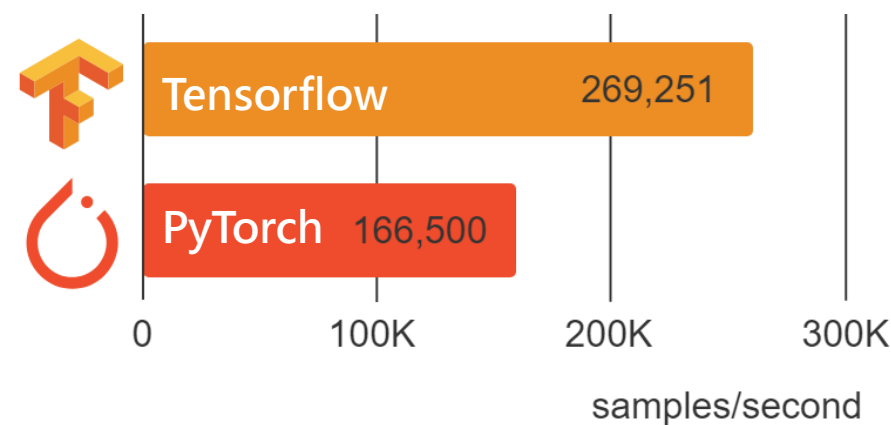 Tensorflow 269,251
PyTorch 166,500
0 100K 200K 300K
samples/second